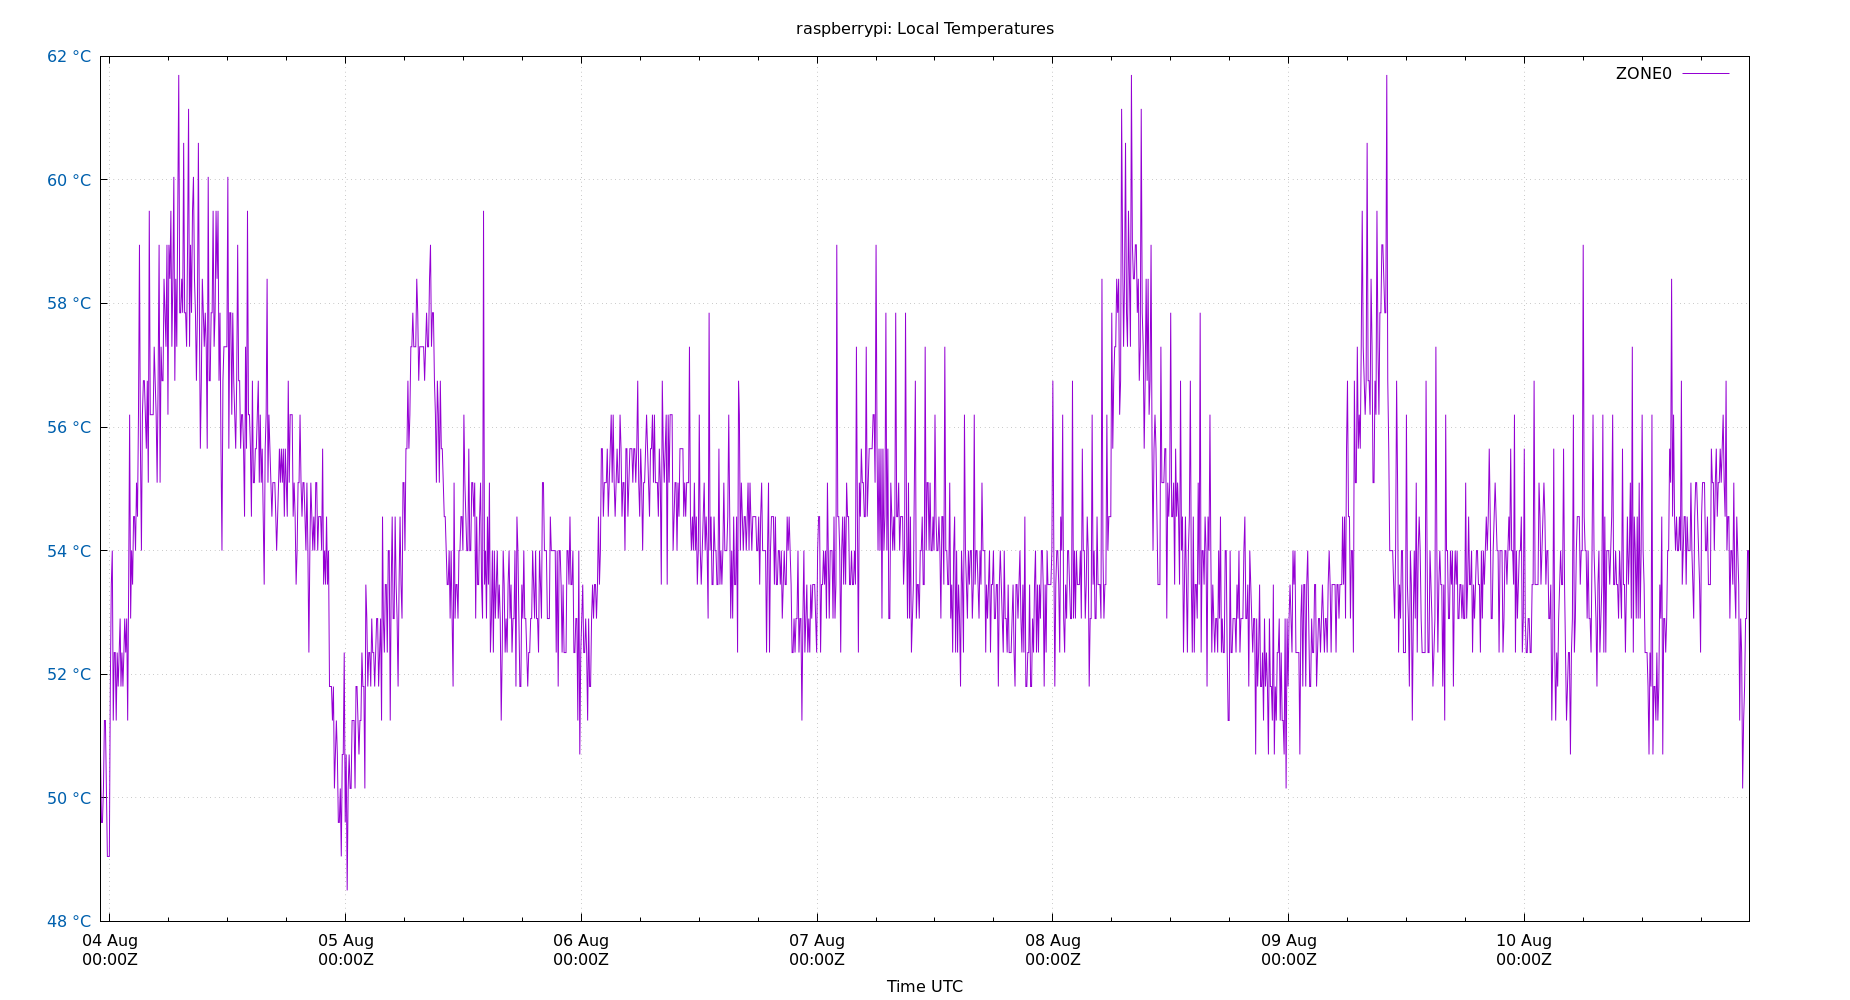 raspberrypi: Local Temperatures
62 °C
ZONE0
60 °C
58 °C
56 °C
54 °C
52 °C
50 °C
48 °C
04 Aug 05 Aug 06 Aug 07 Aug 08 Aug 09 Aug 10 Aug
00:00Z 00:00Z 00:00Z 00:00Z 00:00Z 00:00Z 00:00Z
Time UTC